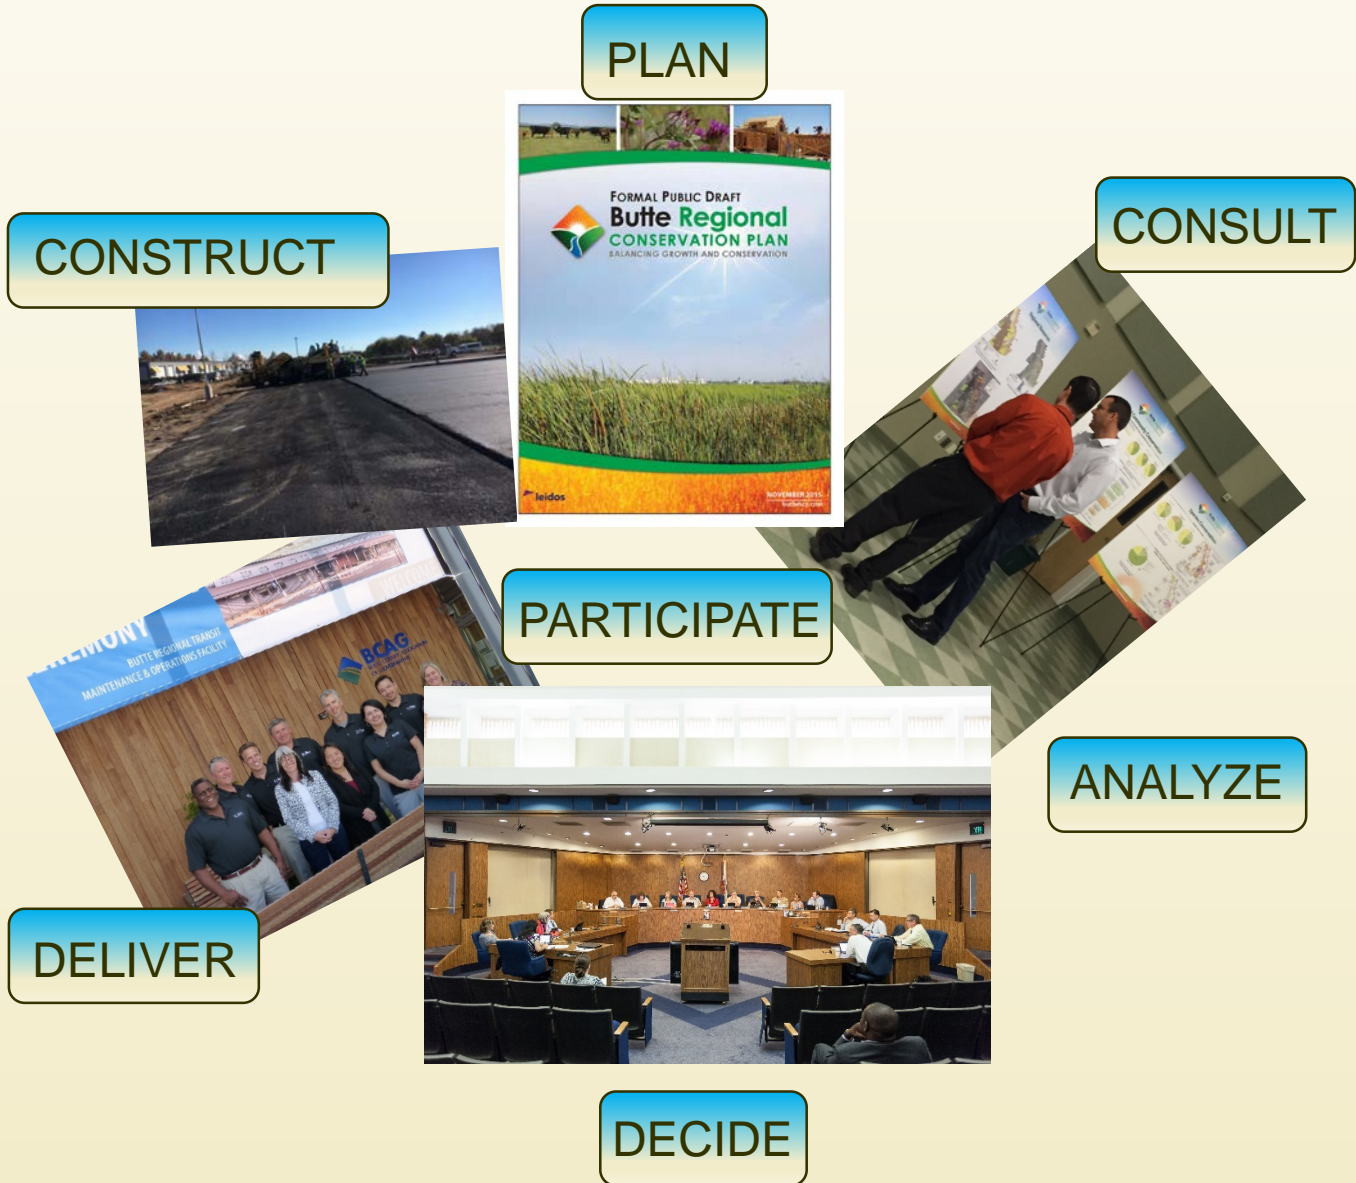 PLAN
FORMAL PUBLIC DRAFT
Butte Regional
CONSERVATION PLAN
BALANCING GROWTH AND CONSERVATION
leidos
NOVEMBER 2015
CONSULT
CONSTRUCT
PARTICIPATE
CEREMONY
BUTTE REGIONAL TRANSIT
MAINTENANCE & OPERATIONS FACILITY
BCAG
ANALYZE
DELIVER
DECIDE